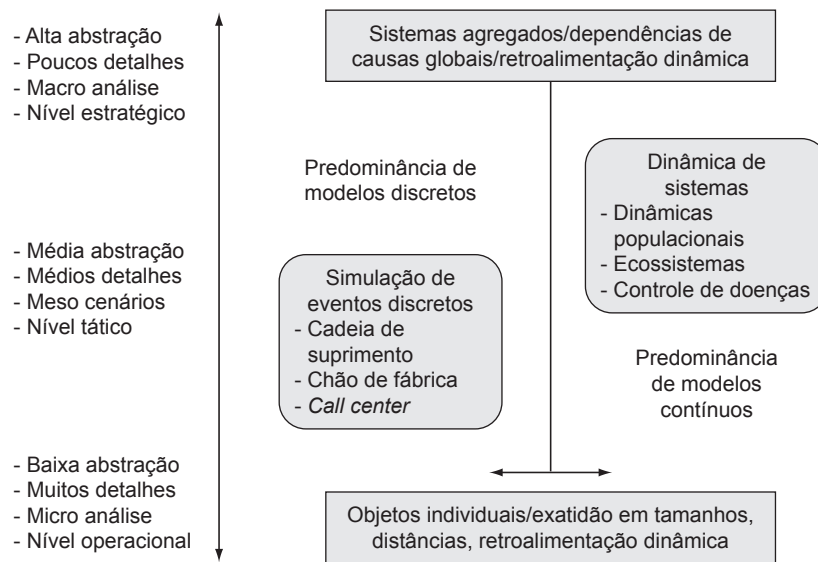 - Alta abstração
- Poucos detalhes
- Macro análise
- Nível estratégico
Sistemas agregados/dependências de
causas globais/retroalimentação dinâmica
Predominância de
modelos discretos
Dinâmica de
sistemas
- Dinâmicas
populacionais
- Ecossistemas
- Controle de doenças
- Média abstração
- Médios detalhes
- Meso cenários
- Nível tático
Simulação de
eventos discretos
- Cadeia de
suprimento
- Chão de fábrica
- Call center
Predominância
de modelos
contínuos
- Baixa abstração
- Muitos detalhes
- Micro análise
- Nível operacional
Objetos individuais/exatidão em tamanhos,
distâncias, retroalimentação dinâmica